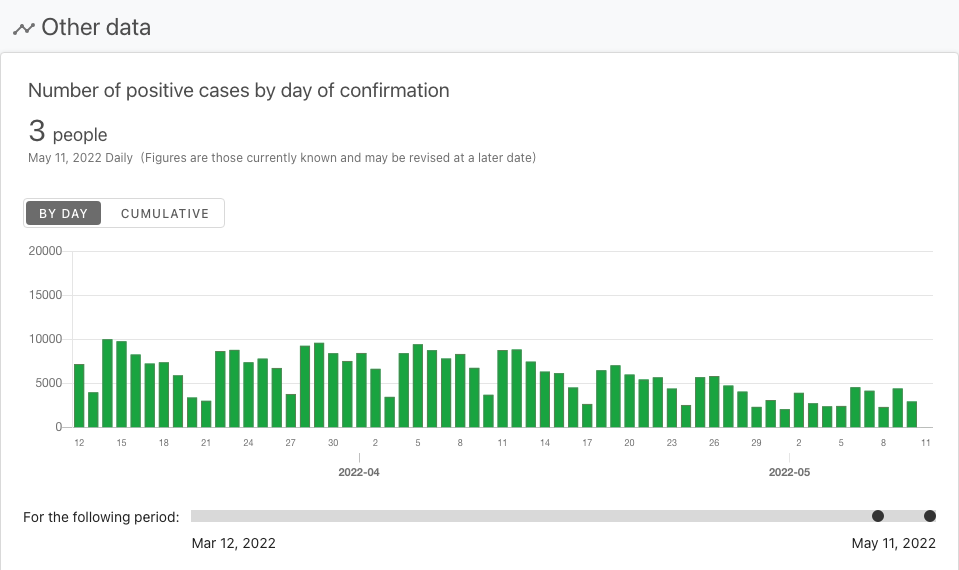 Other data
Number of positive cases by day of confirmation
3 people
May 11, 2022 Daily (Figures are those currently known and may be revised at a later date)
BY DAY CUMULATIVE
20000
15000
10000
5000
0
12 15 18 21 24 27 30 2 5 8 11 14 17 20 23 26 29 2 5 8 11
2022-04 2022-05
For the following period:
Mar 12, 2022 May 11, 2022